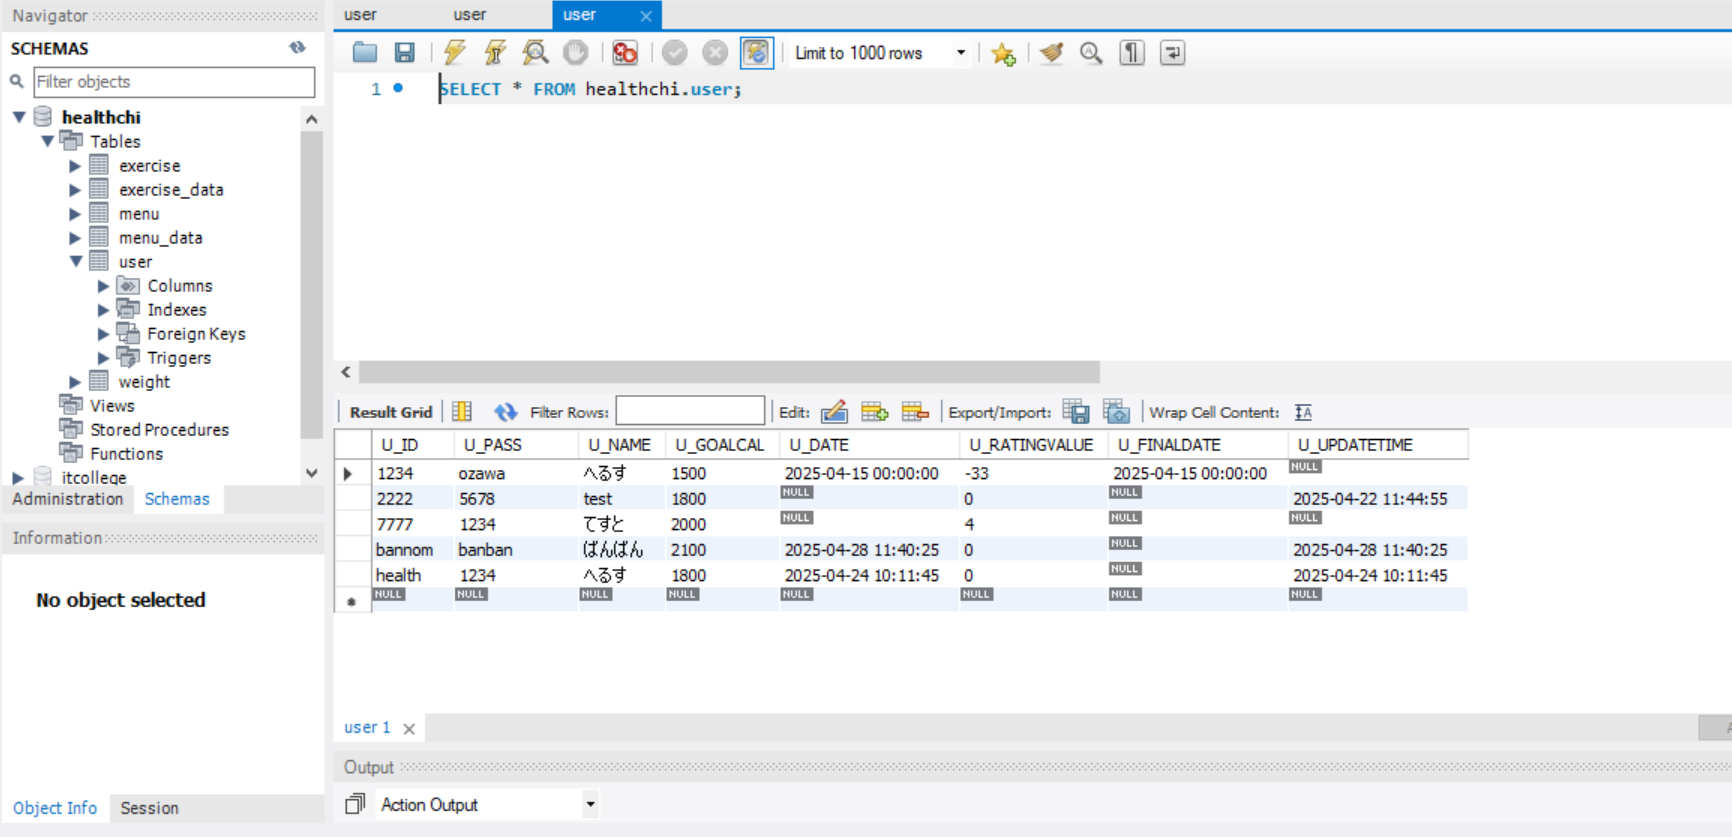 Navigator
SCHEMAS
Filter objects
healthchi
Tables
exercise
exercise_data
menu
menu_data
user
Columns
Indexes
Foreign Keys
Triggers
weight
Views
Stored Procedures
Functions
itcollege
Administration Schemas
Information
No object selected
Object Info Session
user user user
Limit to 1000 rows
1 SELECT * FROM healthchi.user;
Result Grid Filter Rows: Edit: Export/Import: Wrap Cell Content:
U_ID U_PASS U_NAME U_GOALCAL U_DATE U_RATINGVALUE U_FINALDATE U_UPDATETIME
1234 ozawa へるす 1500 2025-04-15 00:00:00 -33 2025-04-15 00:00:00 NULL
2222 5678 test 1800 NULL 0 NULL 2025-04-22 11:44:55
7777 1234 てすと 2000 NULL 4 NULL NULL
bannom banban ばんばん 2100 2025-04-28 11:40:25 0 NULL 2025-04-28 11:40:25
health 1234 へるす 1800 2025-04-24 10:11:45 0 NULL 2025-04-24 10:11:45
NULL NULL NULL NULL NULL NULL NULL NULL
user 1
Output
Action Output